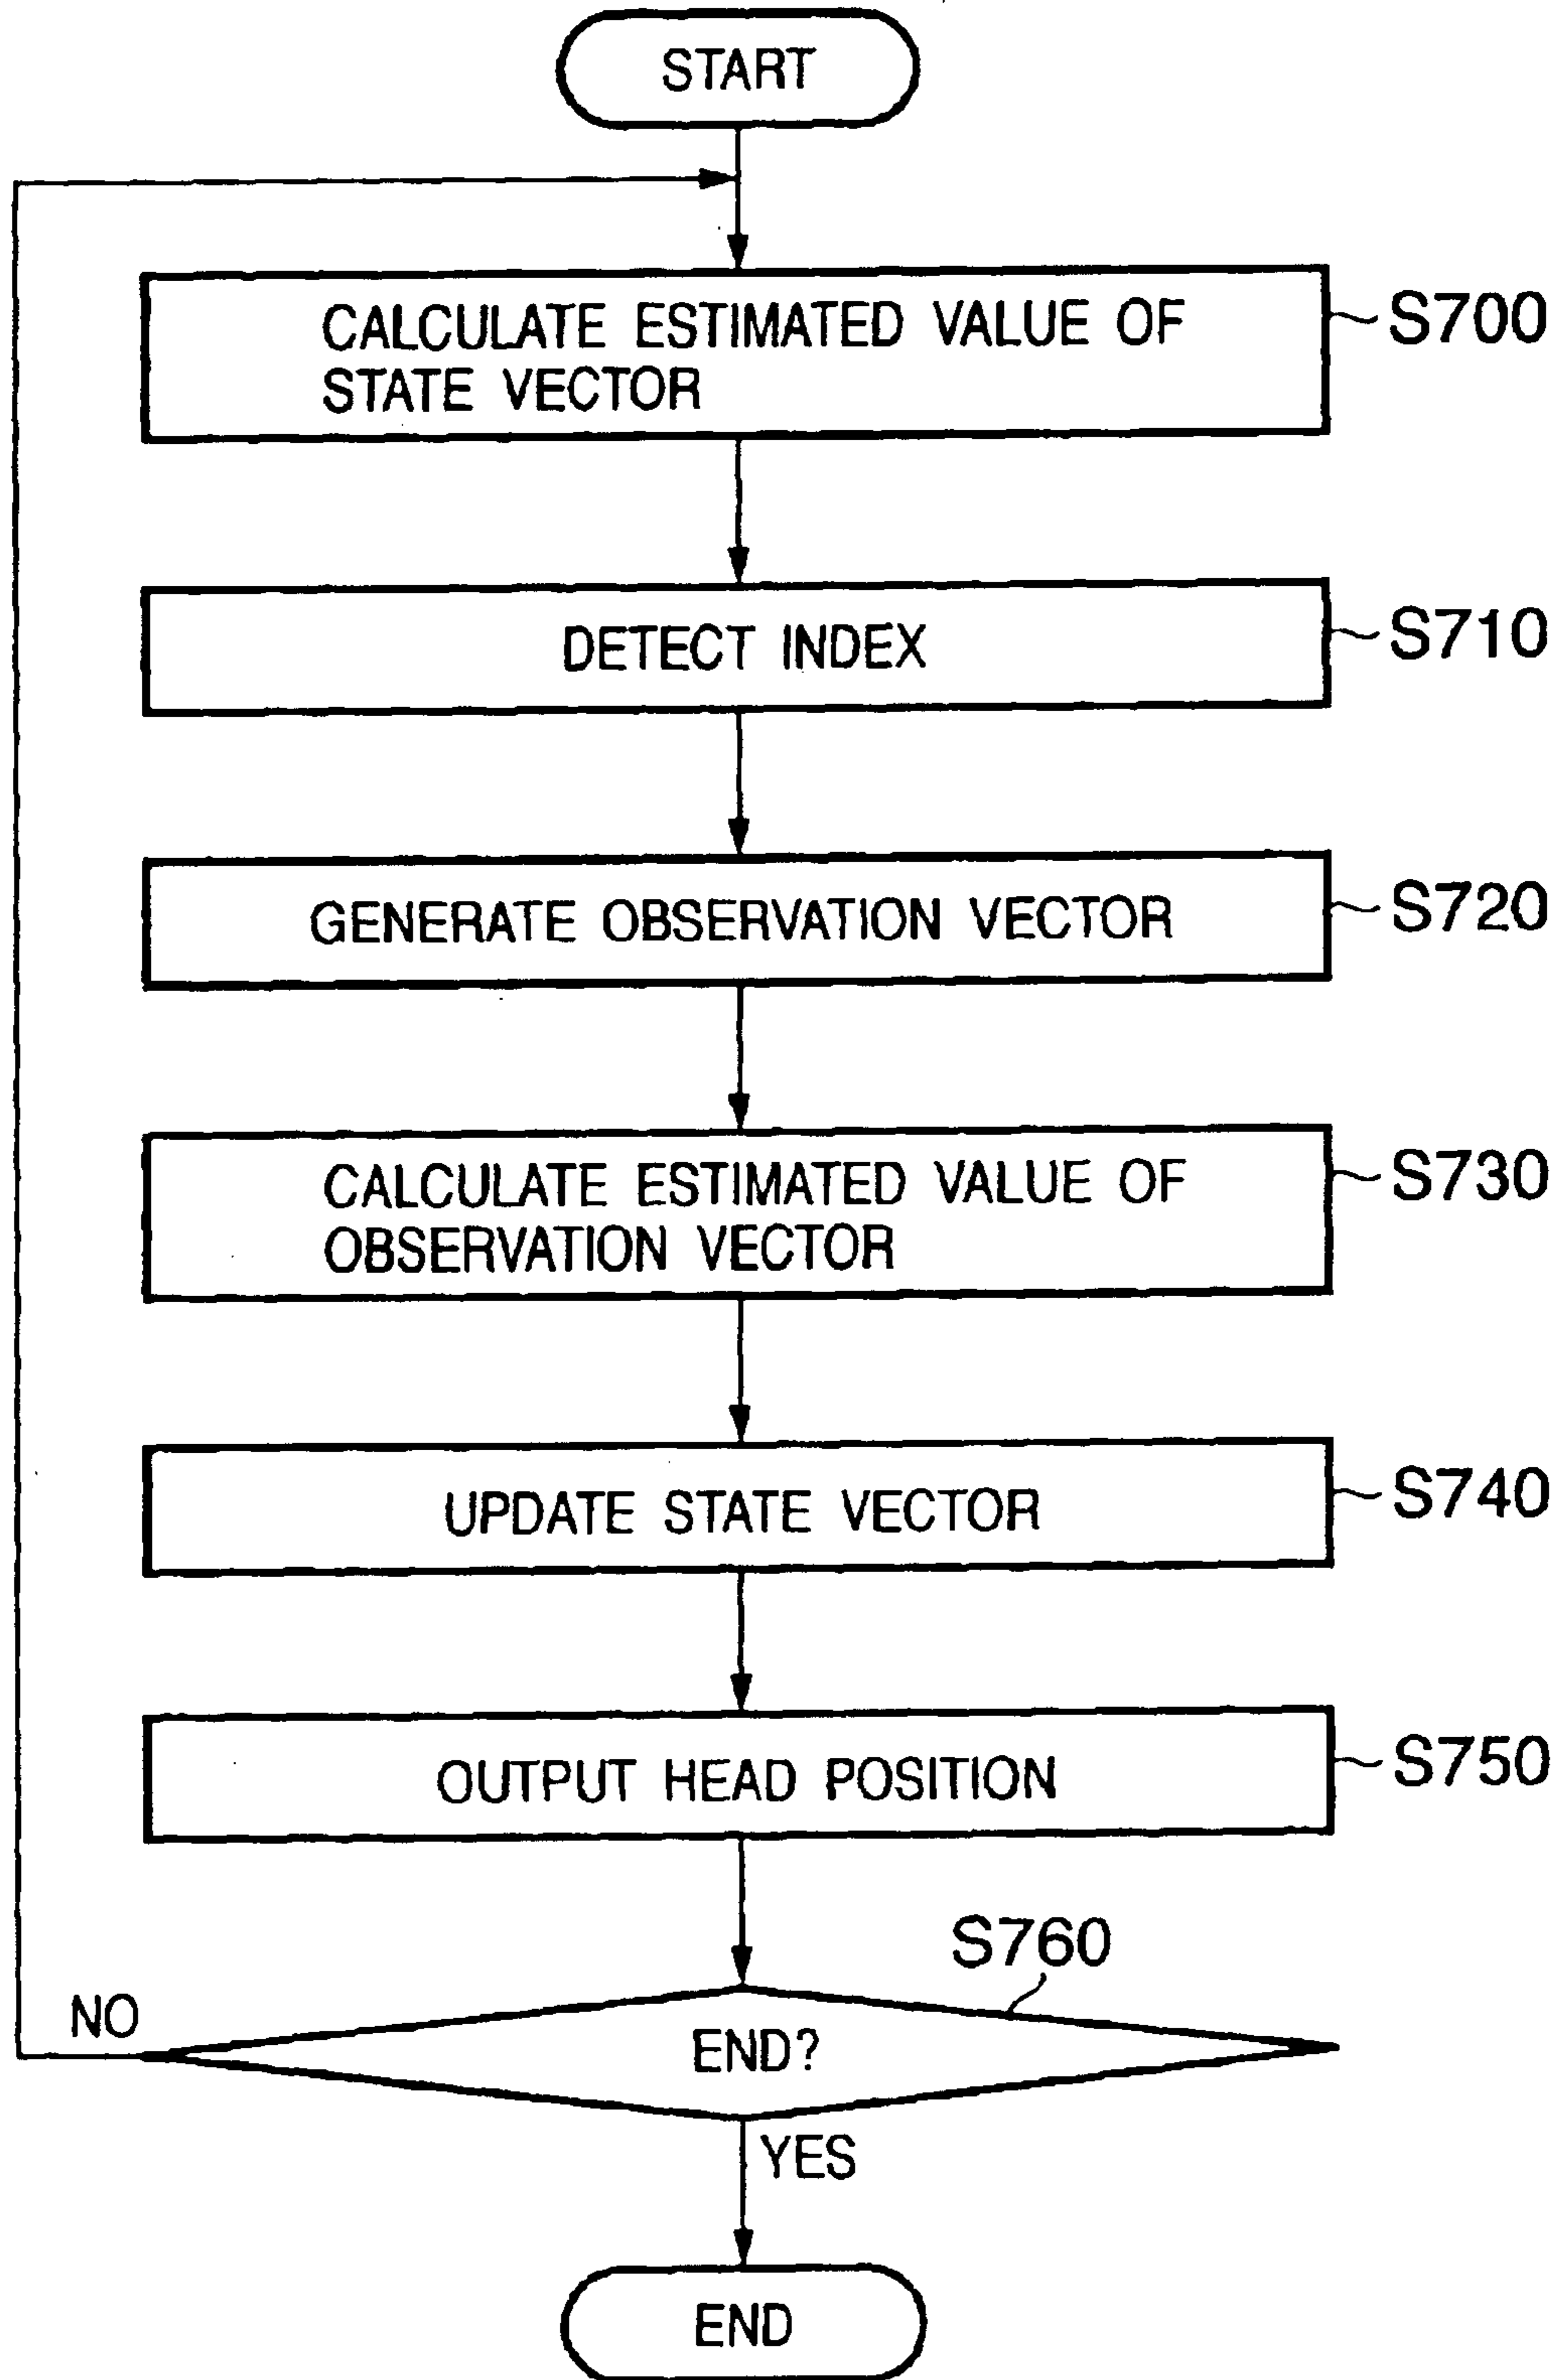 START
CALCULATE ESTIMATED VALUE OF
STATE VECTOR
S700
DETECT INDEX
S710
GENERATE OBSERVATION VECTOR
S720
CALCULATE ESTIMATED VALUE OF
OBSERVATION VECTOR
S730
UPDATE STATE VECTOR
S740
OUTPUT HEAD POSITION
S750
S760
NO
END?
YES
END